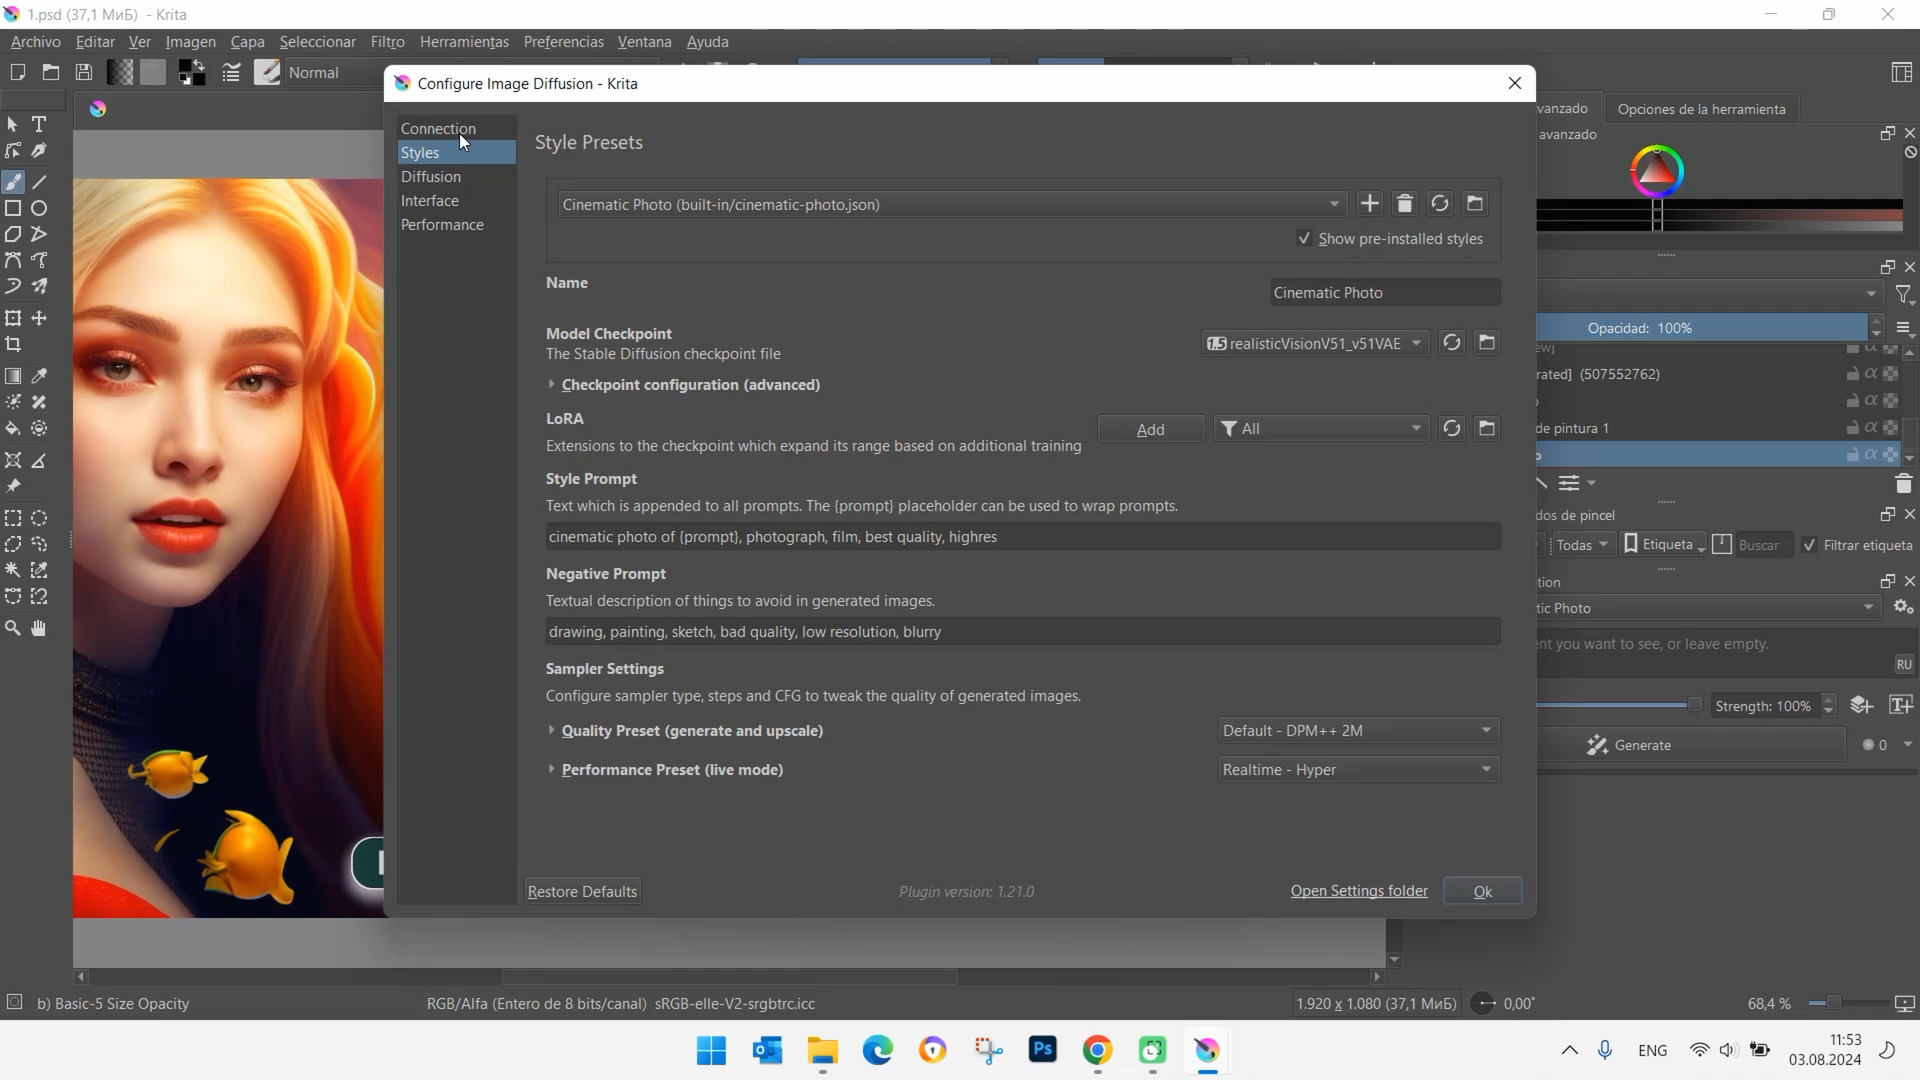 1.psd (37,1 МиБ) - Krita
Archivo Editar Ver Imagen Capa Seleccionar Filtro Herramientas Preferencias Ventana Ayuda
Normal
Configure Image Diffusion - Krita
vanzado Opciones de la herramienta
avanzado
Connection
Styles
Diffusion
Interface
Performance
Style Presets
Cinematic Photo (built-in/cinematic-photo.json)
Show pre-installed styles
Name
Cinematic Photo
Model Checkpoint
The Stable Diffusion checkpoint file
1.5 realisticVisionV51_v51VAE
Checkpoint configuration (advanced)
LoRA
Extensions to the checkpoint which expand its range based on additional training
Add
All
Style Prompt
Text which is appended to all prompts. The {prompt} placeholder can be used to wrap prompts.
cinematic photo of {prompt}, photograph, film, best quality, highres
Negative Prompt
Textual description of things to avoid in generated images.
drawing, painting, sketch, bad quality, low resolution, blurry
Sampler Settings
Configure sampler type, steps and CFG to tweak the quality of generated images.
Quality Preset (generate and upscale)
Default - DPM++ 2M
Performance Preset (live mode)
Realtime - Hyper
Restore Defaults
Plugin version: 1.21.0
Open Settings folder
Ok
Opacidad: 100%
ew]
rated] (507552762)
de pintura 1
dos de pincel
Todas Etiqueta Buscar Filtrar etiqueta
tion
tic Photo
nt you want to see, or leave empty.
RU
Strength: 100%
Generate
0
b) Basic-5 Size Opacity
RGB/Alfa (Entero de 8 bits/canal) sRGB-elle-V2-srgbtrc.icc
1.920 x 1.080 (37,1 МиБ)
0,00°
68,4 %
Ps
ENG
11:53
03.08.2024